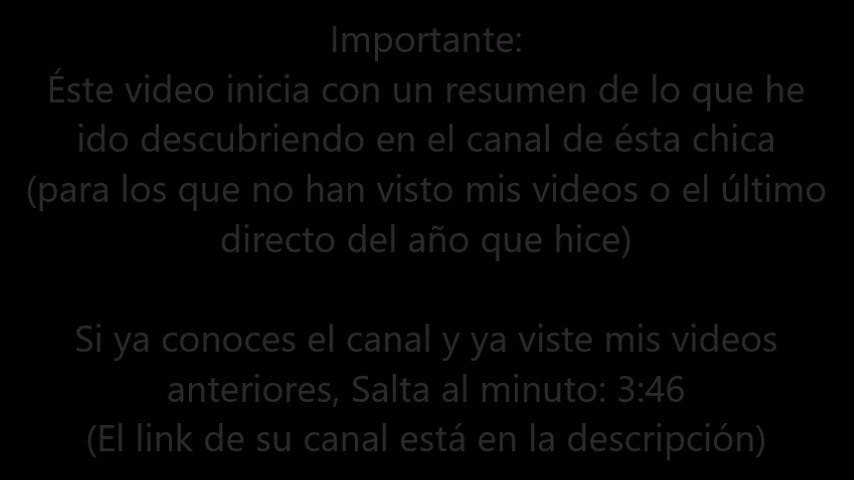 Importante:
Éste video inicia con un resumen de lo que he
ido descubriendo en el canal de ésta chica
(para los que no han visto mis videos o el último
directo del año que hice)
Si ya conoces el canal y ya viste mis videos
anteriores, Salta al minuto: 3:46
(El link de su canal está en la descripción)